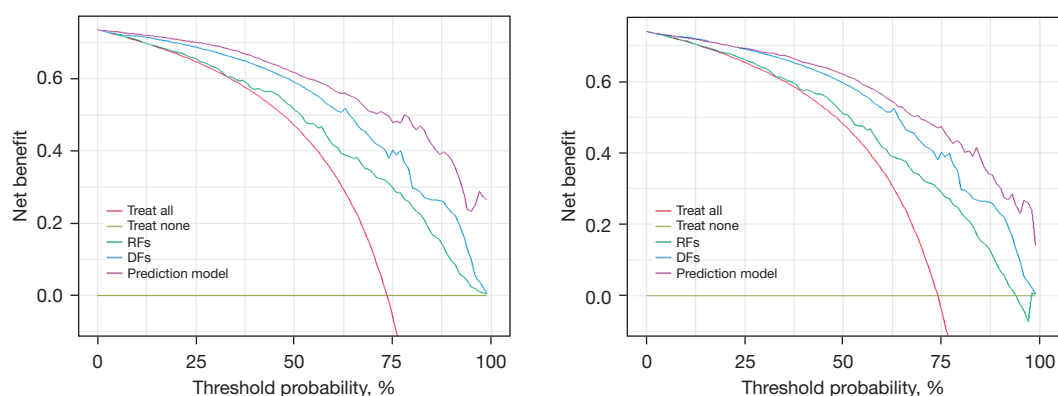 Net benefit
0.6
0.4
0.2
0.0
Treat all
Treat none
RFs
DFs
Prediction model
0
25
50
75
100
Threshold probability, %
Net benefit
0.6
0.4
0.2
0.0
Treat all
Treat none
RFs
DFs
Prediction model
0
25
50
75
100
Threshold probability, %